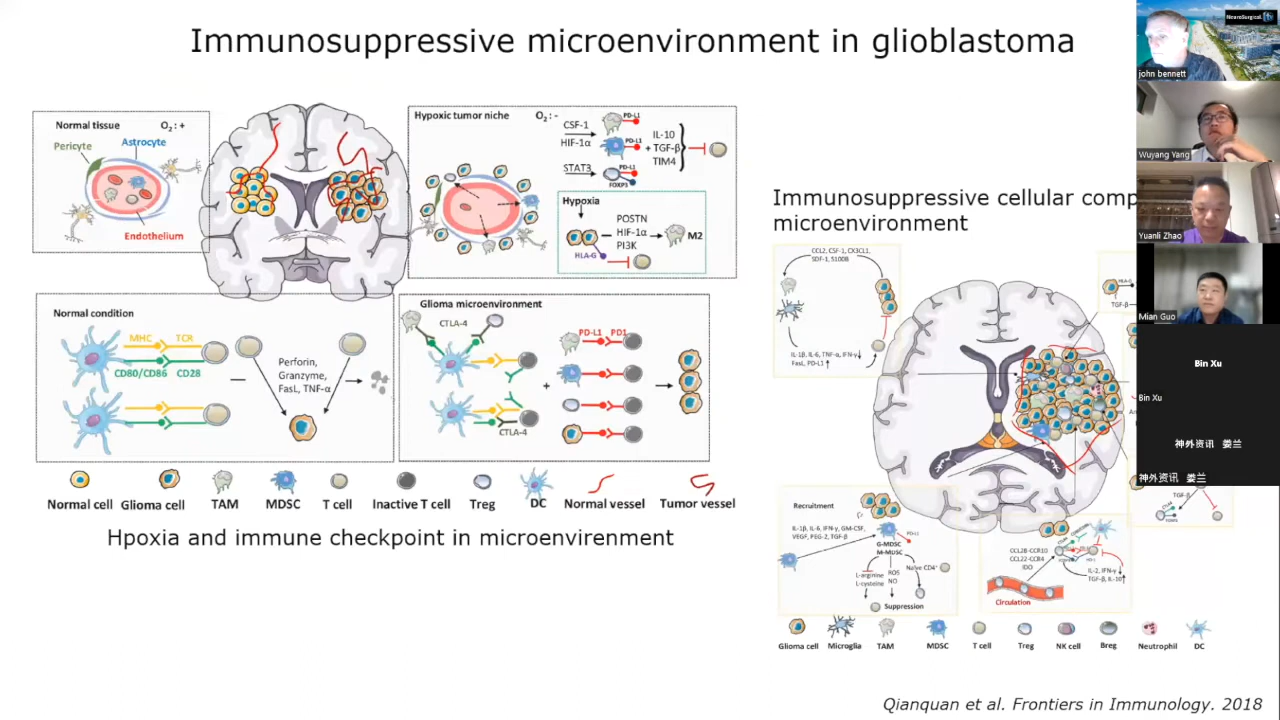 Immunosuppressive microenvironment in glioblastoma
Normal tissue O₂ : +
Pericyte
Astrocyte
Endothelium
Hypoxic tumor niche O₂ : -
CSF-1
HIF-1α
STAT3
PD-L1
PD-L1
PD-L1
FOXP3
IL-10
+ TGF-β
TIM4
Hypoxia
HLA-G
POSTN
HIF-1α
PI3K
M2
Normal condition
MHC TCR
CD80/CD86 CD28
Perforin,
Granzyme,
FasL, TNF-α
Glioma microenvironment
CTLA-4
CTLA-4
+
PD-L1 PD1
Normal cell Glioma cell TAM MDSC T cell Inactive T cell Treg DC Normal vessel Tumor vessel
Hpoxia and immune checkpoint in microevirenment
Immunosuppressive cellular comp
microenvironment
CCL2, CSF-1, CX3CL1,
SDF-1, S100B
IL-1β, IL-6, TNF-α, IFN-γ↓
FasL, PD-L1↑
HLA-G
TGF-β
Recruitment
IL-1β, IL-6, IFN-γ, GM-CSF,
VEGF, PEG-2, TGF-β
G-MDSC
M-MDSC
PD-L1
L-arginine
L-cysteine
ROS
NO
Naïve CD4⁺
Suppression
CCL28-CCR10
CCL22-CCR4
IDO
IL-2, IFN-γ↓
TGF-β, IL-10↑
Circulation
TGF-β
Glioma cell Microglia TAM MDSC T cell Treg NK cell Breg Neutrophil DC
Qianquan et al. Frontiers in Immunology. 2018
john bennett
Wuyang Yang
Yuanli Zhao
Mian Guo
Bin Xu
Bin Xu
神外资讯 娄兰
神外资讯 娄兰